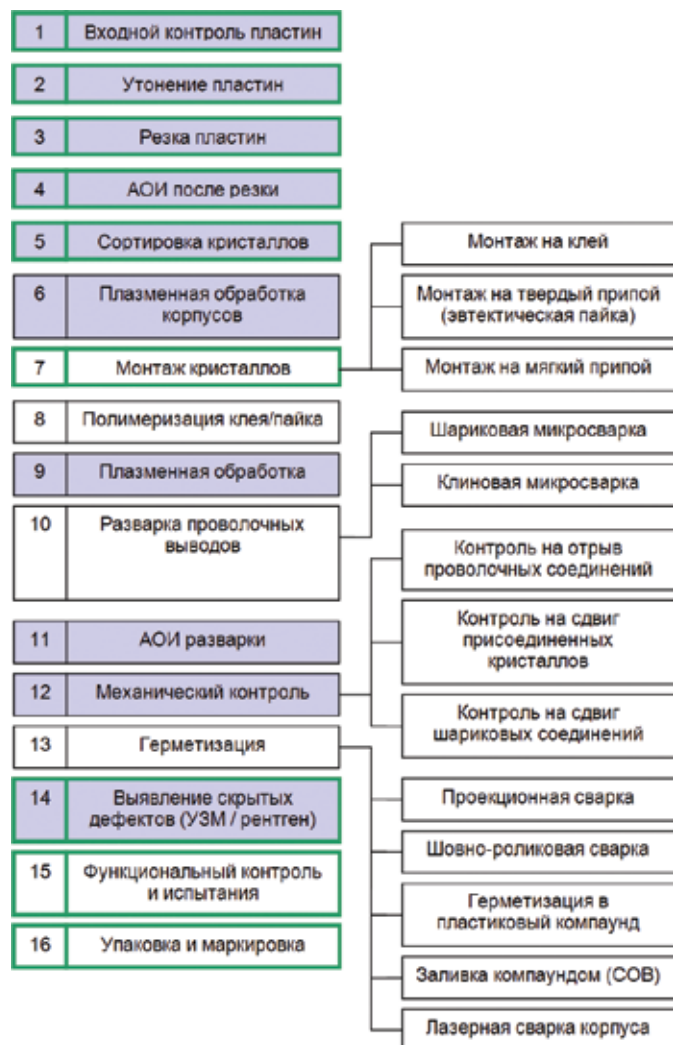 1 Входной контроль пластин
2 Утонение пластин
3 Резка пластин
4 АОИ после резки
5 Сортировка кристаллов
6 Плазменная обработка
корпусов
7 Монтаж кристаллов
8 Полимеризация клея/пайка
9 Плазменная обработка
10 Разварка проволочных
выводов
11 АОИ разварки
12 Механический контроль
13 Герметизация
14 Выявление скрытых
дефектов (УЗМ / рентген)
15 Функциональный контроль
и испытания
16 Упаковка и маркировка
Монтаж на клей
Монтаж на твердый припой
(эвтектическая пайка)
Монтаж на мягкий припой
Шариковая микросварка
Клиновая микросварка
Контроль на отрыв
проволочных соединений
Контроль на сдвиг
присоединенных
кристаллов
Контроль на сдвиг
шариковых соединений
Проекционная сварка
Шовно-роликовая сварка
Герметизация в
пластиковый компаунд
Заливка компаундом (COB)
Лазерная сварка корпуса